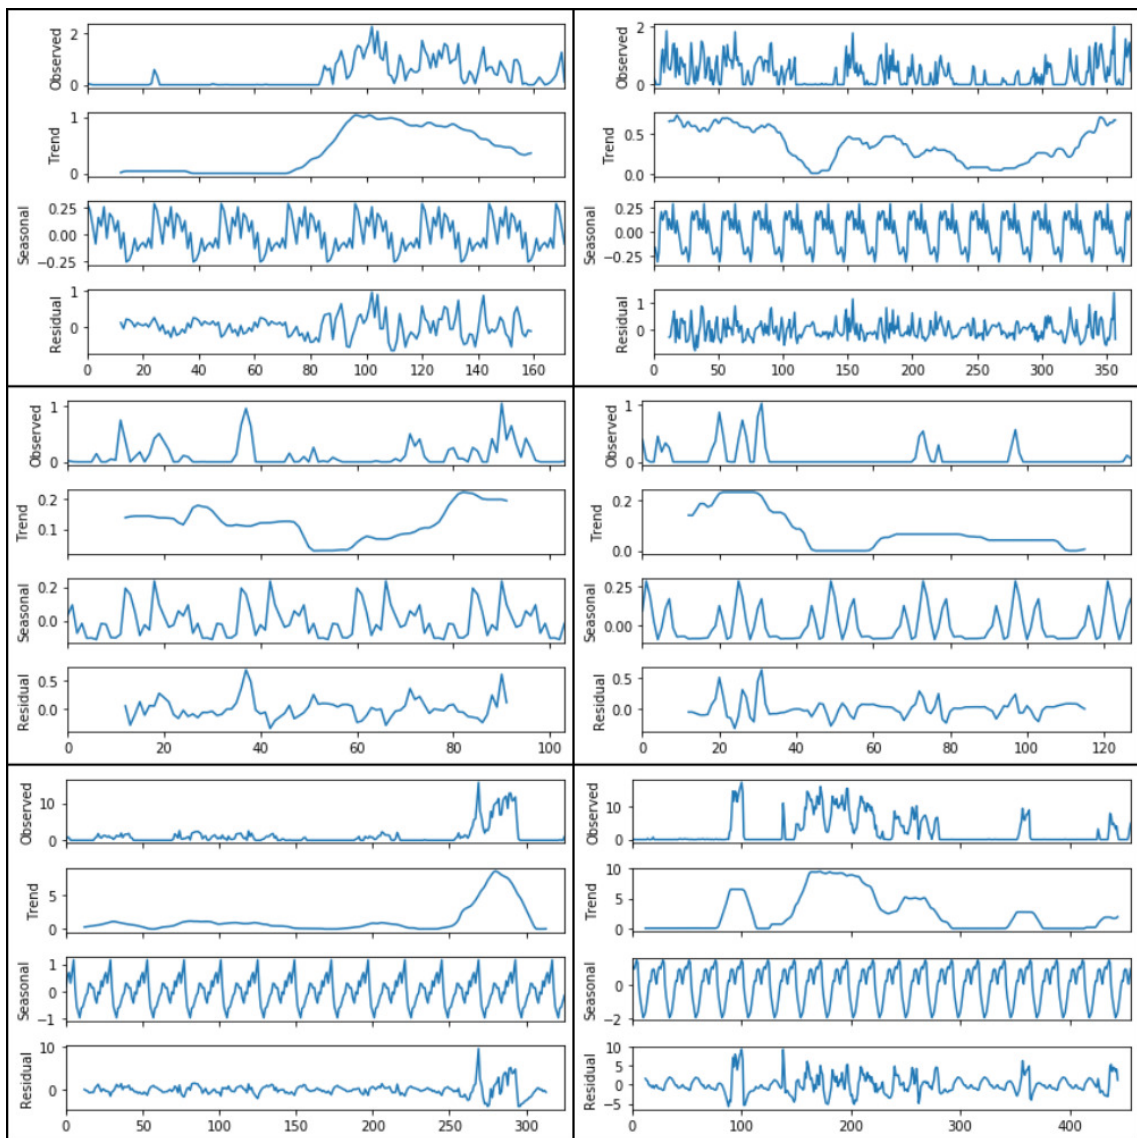 Observed
2
0
Trend
1
0
Seasonal
0.25
0.00
−0.25
Residual
1
0
0 20 40 60 80 100 120 140 160
Observed
2
0
Trend
0.5
0.0
Seasonal
0.25
0.00
−0.25
Residual
1
0
0 50 100 150 200 250 300 350
Observed
1
0
Trend
0.2
0.1
Seasonal
0.2
0.0
Residual
0.5
0.0
0 20 40 60 80 100
Observed
1
0
Trend
0.2
0.0
Seasonal
0.25
0.00
Residual
0.5
0.0
0 20 40 60 80 100 120
Observed
10
0
Trend
5
0
Seasonal
1
0
−1
Residual
10
0
0 50 100 150 200 250 300
Observed
10
0
Trend
10
5
0
Seasonal
0
−2
Residual
10
5
0
−5
0 100 200 300 400